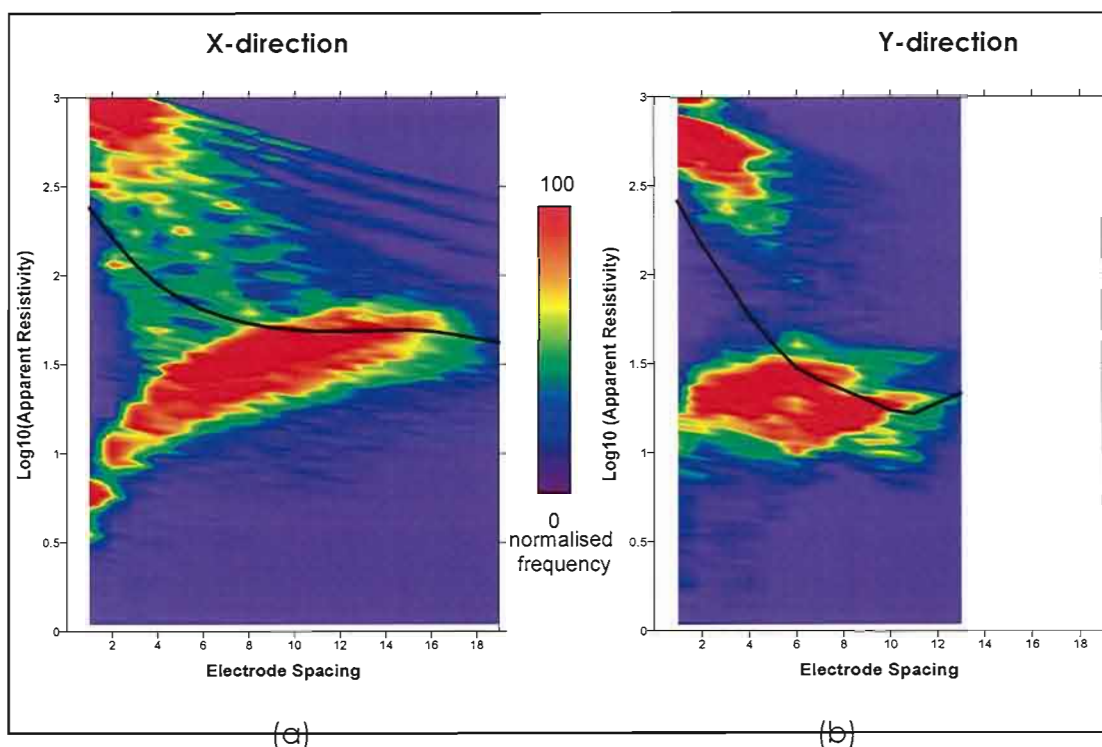 X-direction
Y-direction
3
2.5
2
1.5
1
0.5
0
Log10(Apparent Resistivity)
2 4 6 8 10 12 14 16 18
Electrode Spacing
(a)
100
0
normalised
frequency
3
2.5
2
1.5
1
0.5
0
Log10 (Apparent Resistivity)
2 4 6 8 10 12 14 16 18
Electrode Spacing
(b)